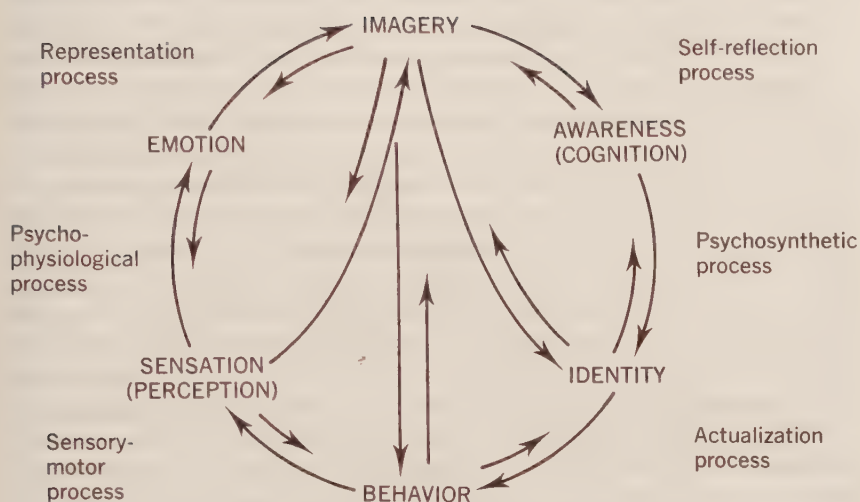 IMAGERY
Representation
process
Self-reflection
process
EMOTION
AWARENESS
(COGNITION)
Psycho-
physiological
process
Psychosynthetic
process
SENSATION
(PERCEPTION)
IDENTITY
Sensory-
motor
process
Actualization
process
BEHAVIOR